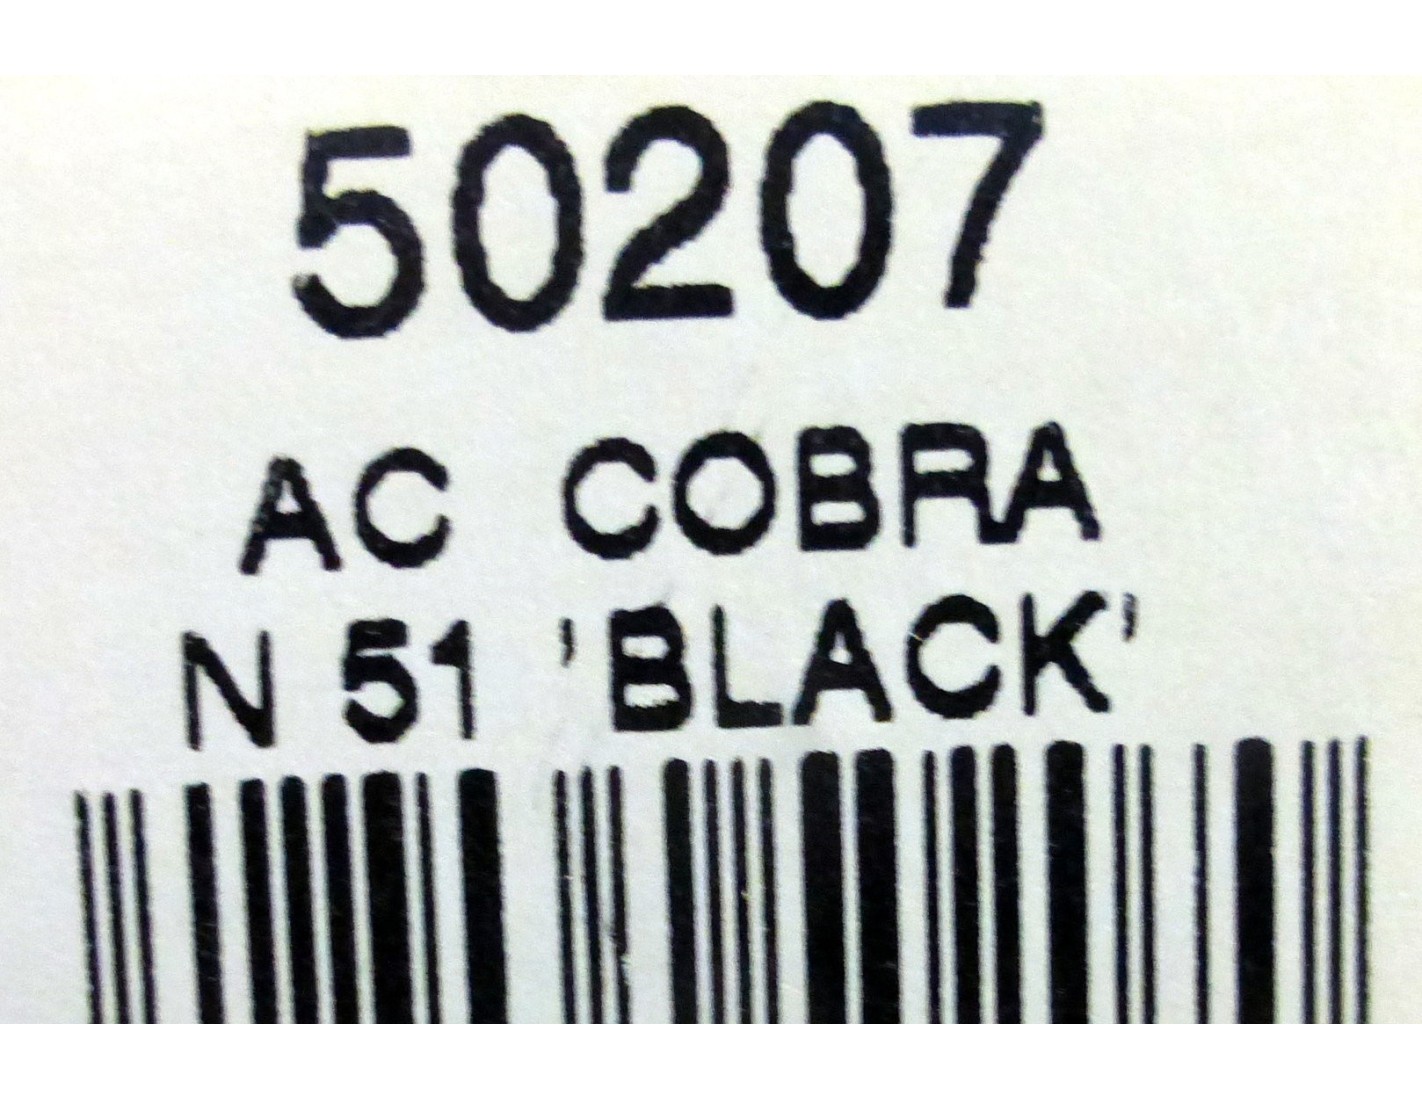 50207
AC COBRA
N 51 'BLACK'